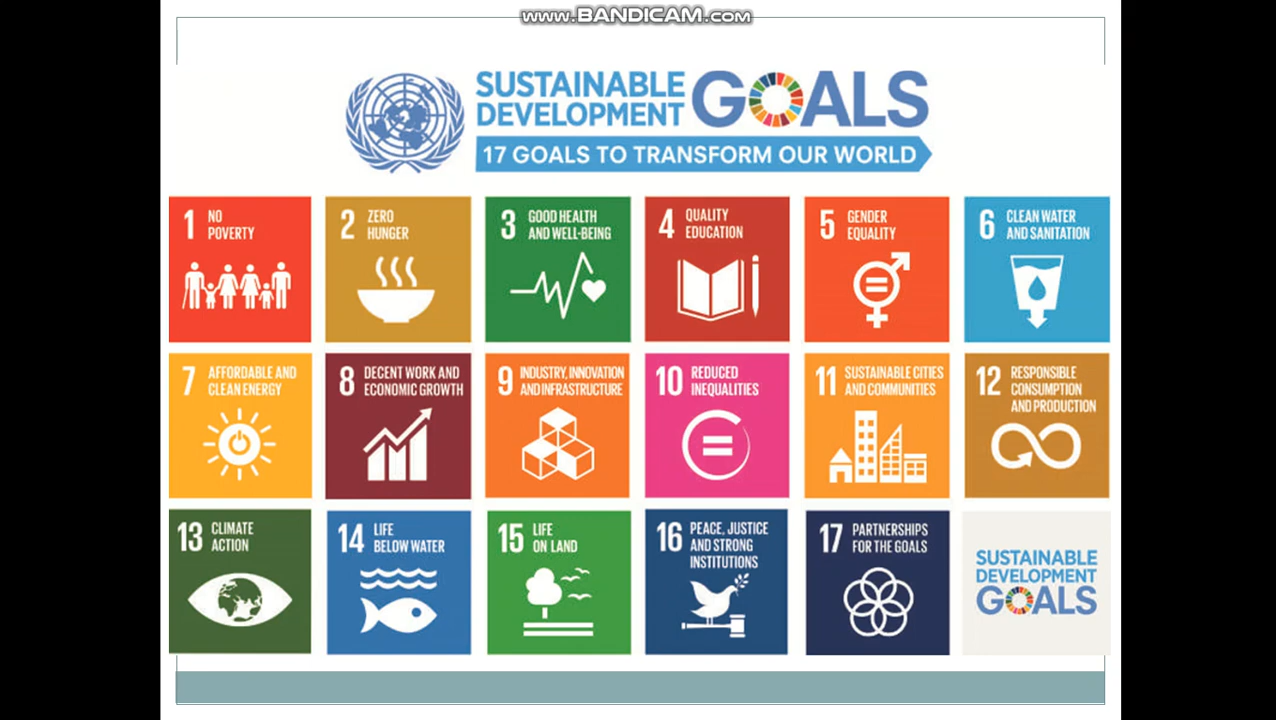 www.BANDICAM.com
SUSTAINABLE
DEVELOPMENT
GOALS
17 GOALS TO TRANSFORM OUR WORLD
1 NO
POVERTY
2 ZERO
HUNGER
3 GOOD HEALTH
AND WELL-BEING
4 QUALITY
EDUCATION
5 GENDER
EQUALITY
6 CLEAN WATER
AND SANITATION
7 AFFORDABLE AND
CLEAN ENERGY
8 DECENT WORK AND
ECONOMIC GROWTH
9 INDUSTRY, INNOVATION
AND INFRASTRUCTURE
10 REDUCED
INEQUALITIES
11 SUSTAINABLE CITIES
AND COMMUNITIES
12 RESPONSIBLE
CONSUMPTION
AND PRODUCTION
13 CLIMATE
ACTION
14 LIFE
BELOW WATER
15 LIFE
ON LAND
16 PEACE, JUSTICE
AND STRONG
INSTITUTIONS
17 PARTNERSHIPS
FOR THE GOALS
SUSTAINABLE
DEVELOPMENT
GOALS